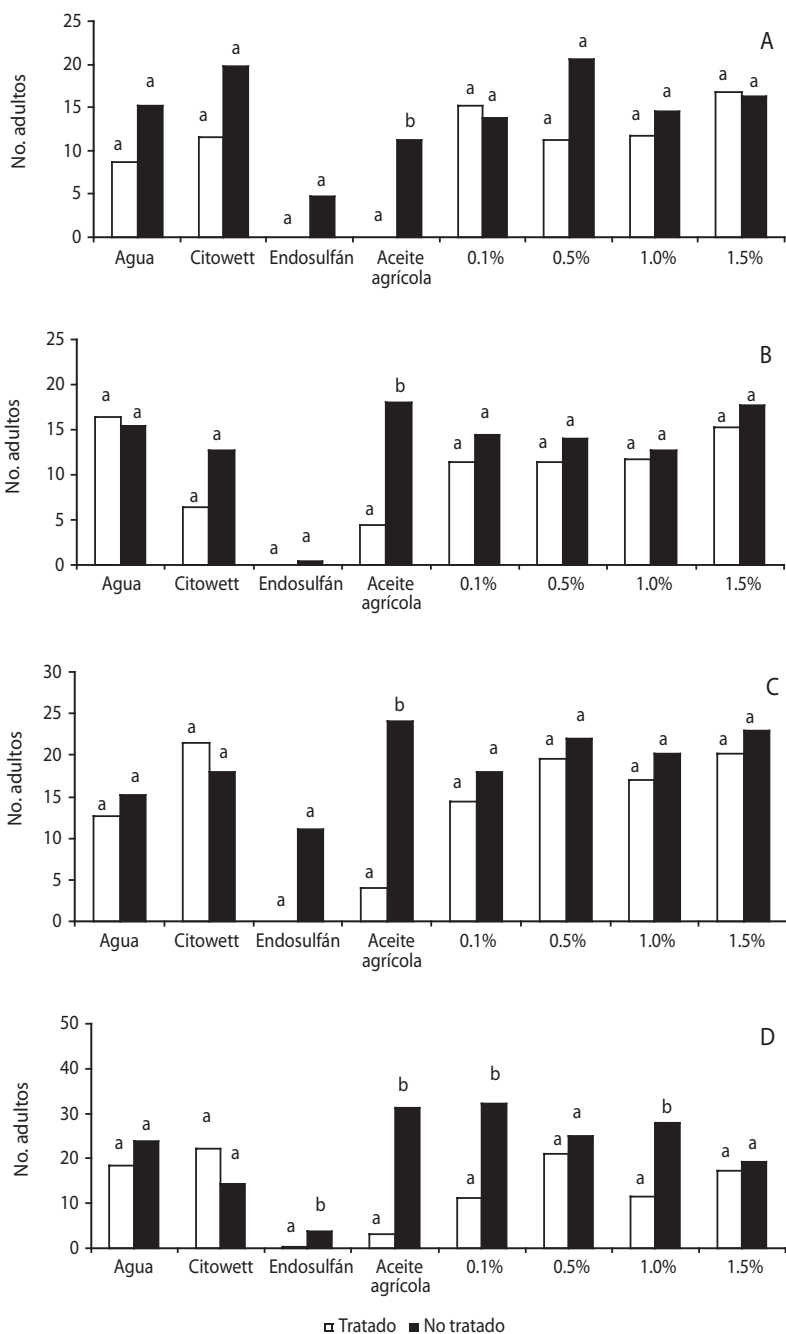 A
No. adultos
25
20
15
10
5
0
a a a a a a a b a a a a a a a a
Agua Citowett Endosulfán Aceite agrícola 0.1% 0.5% 1.0% 1.5%
B
No. adultos
25
20
15
10
5
0
a a a a a a a b a a a a a a a a
Agua Citowett Endosulfán Aceite agrícola 0.1% 0.5% 1.0% 1.5%
C
No. adultos
30
25
20
15
10
5
0
a a a a a a a b a a a a a a a a
Agua Citowett Endosulfán Aceite agrícola 0.1% 0.5% 1.0% 1.5%
D
No. adultos
50
40
30
20
10
0
a a a a a b a b a b a a a b a a
Agua Citowett Endosulfán Aceite agrícola 0.1% 0.5% 1.0% 1.5%
Tratado No tratado